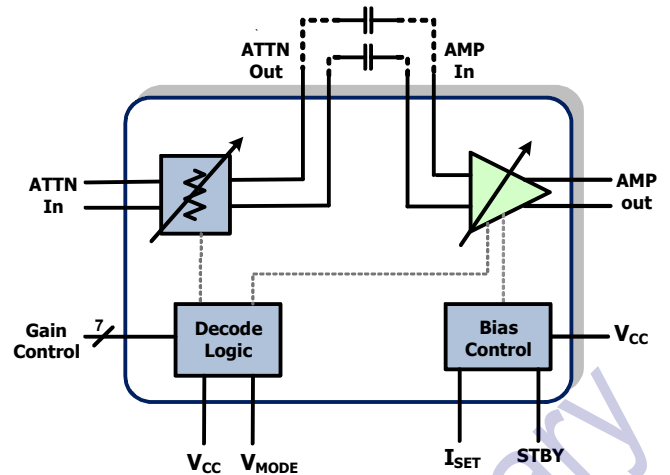 ATTN
Out
AMP
In
ATTN
In
AMP
out
Gain
Control
7
Decode
Logic
Bias
Control
VCC
VCC
VMODE
ISET
STBY